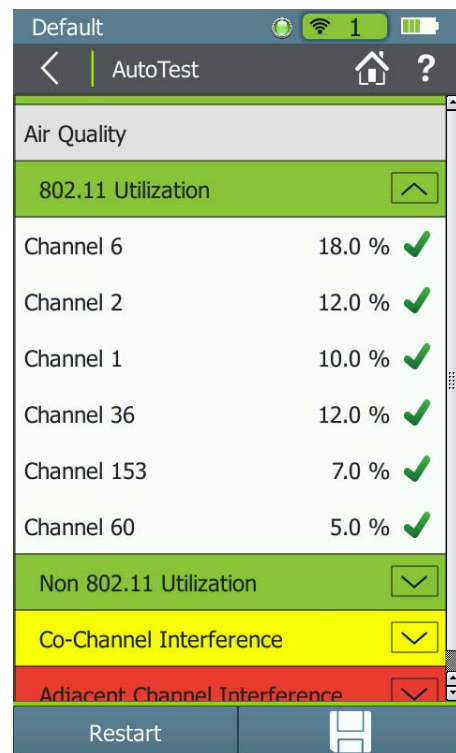 Default
1
AutoTest
?
Air Quality
802.11 Utilization
Channel 6 18.0 %
Channel 2 12.0 %
Channel 1 10.0 %
Channel 36 12.0 %
Channel 153 7.0 %
Channel 60 5.0 %
Non 802.11 Utilization
Co-Channel Interference
Adjacent Channel Interference
Restart